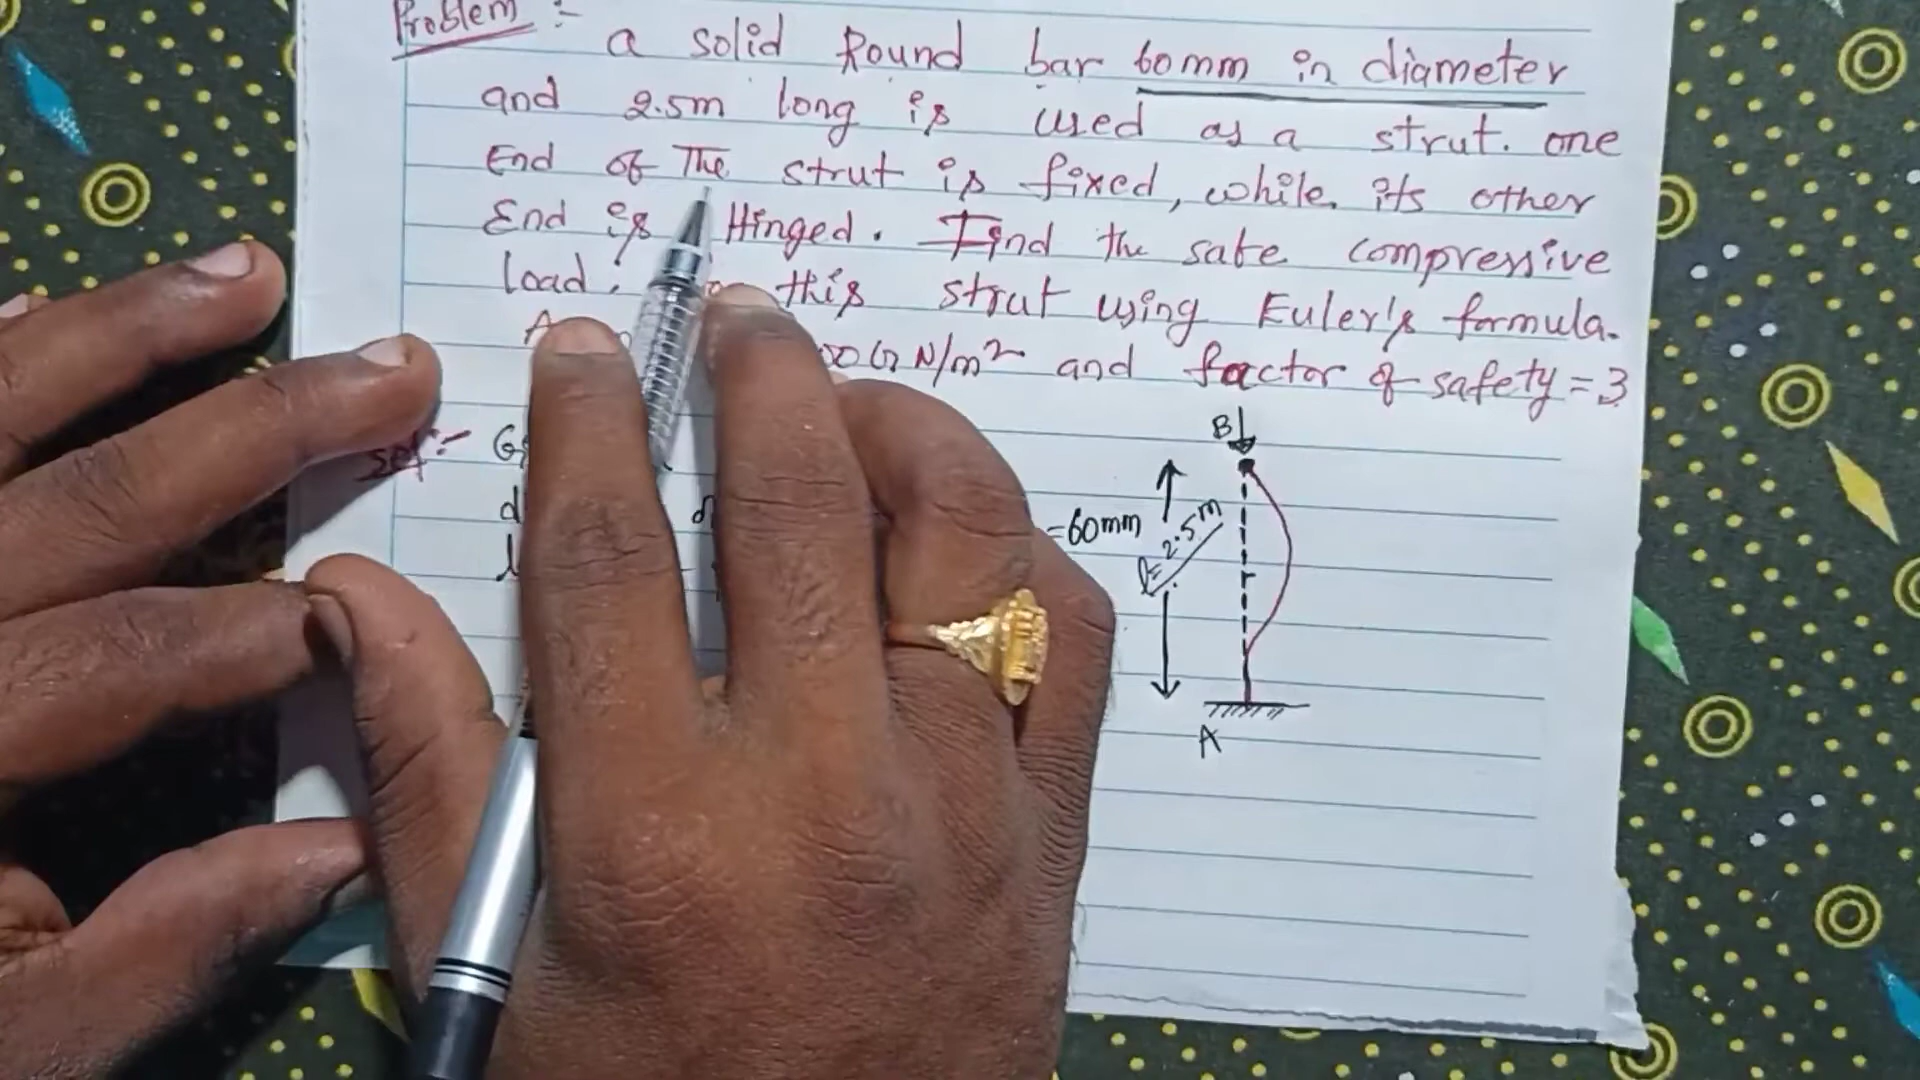 Problem :-
a solid Round bar 60mm in diameter
and 2.5m long is used as a strut. one
End of The strut is fixed, while its other
End is Hinged. Find the safe compressive
load. this strut using Euler's formula.
00GN/m² and factor of safety = 3
B
=60mm
l=2.5m
A